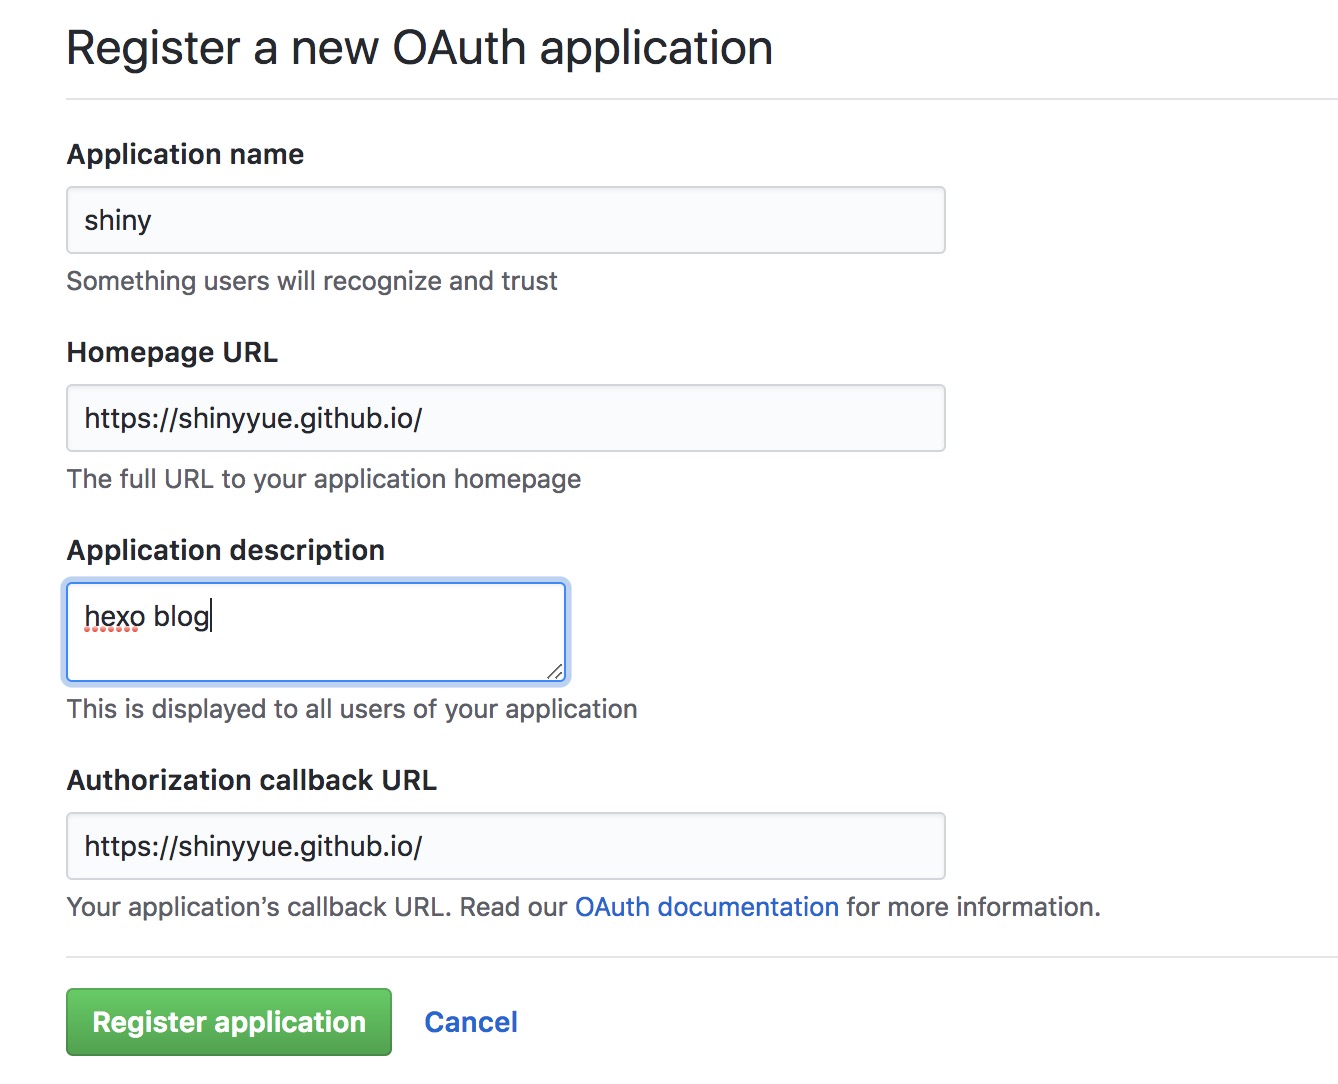 Register a new OAuth application
Application name
shiny
Something users will recognize and trust
Homepage URL
https://shinyyue.github.io/
The full URL to your application homepage
Application description
hexo blog
This is displayed to all users of your application
Authorization callback URL
https://shinyyue.github.io/
Your application’s callback URL. Read our OAuth documentation for more information.
Register application Cancel